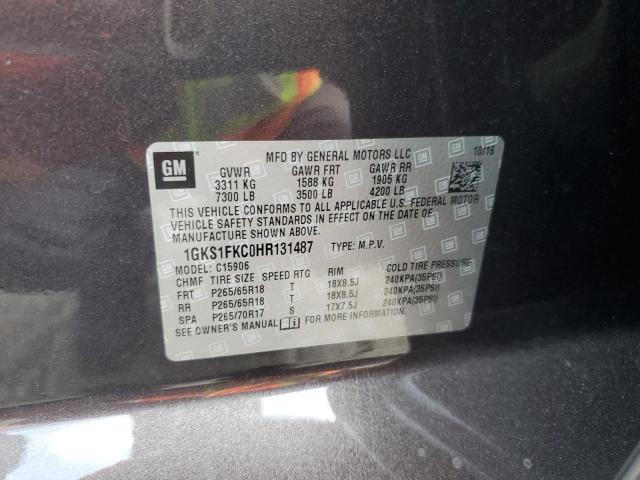 GM
MFD BY GENERAL MOTORS LLC
10/16
GVWR GAWR FRT GAWR RR
3311 KG 1588 KG 1905 KG
7300 LB 3500 LB 4200 LB
THIS VEHICLE CONFORMS TO ALL APPLICABLE U.S. FEDERAL MOTOR
VEHICLE SAFETY STANDARDS IN EFFECT ON THE DATE OF
MANUFACTURE SHOWN ABOVE.
1GKS1FKC0HR131487 TYPE: M.P.V.
MODEL: C15906
CHMF TIRE SIZE SPEED RTG RIM COLD TIRE PRESSURE
FRT P265/65R18 T 18X8.5J 240KPA(35PSI)
RR P265/65R18 T 18X8.5J 240KPA(35PSI)
SPA P265/70R17 S 17X7.5J 240KPA(35PSI)
SEE OWNER'S MANUAL FOR MORE INFORMATION.